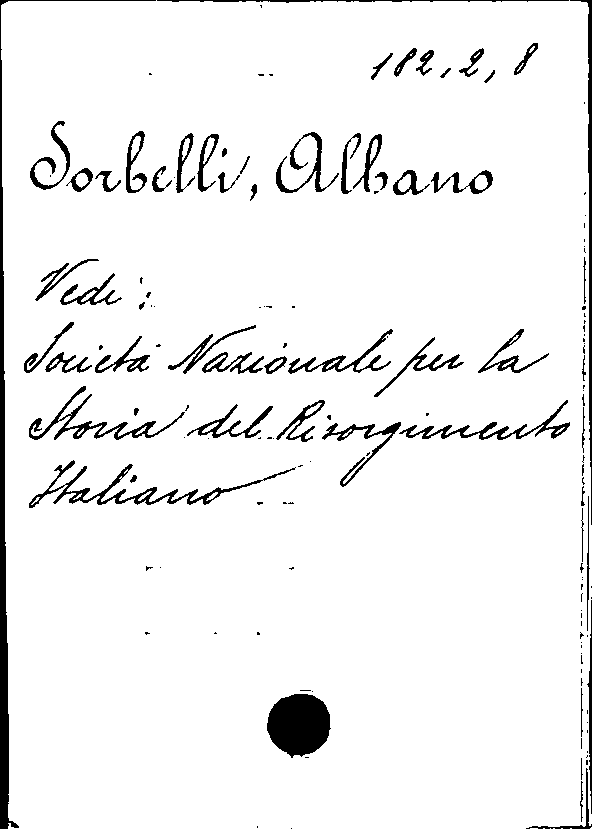 182, 2, 8
Sorbelli, Albano
Vedi:
Società Nazionale per la
Storia del Risorgimento
Italiano